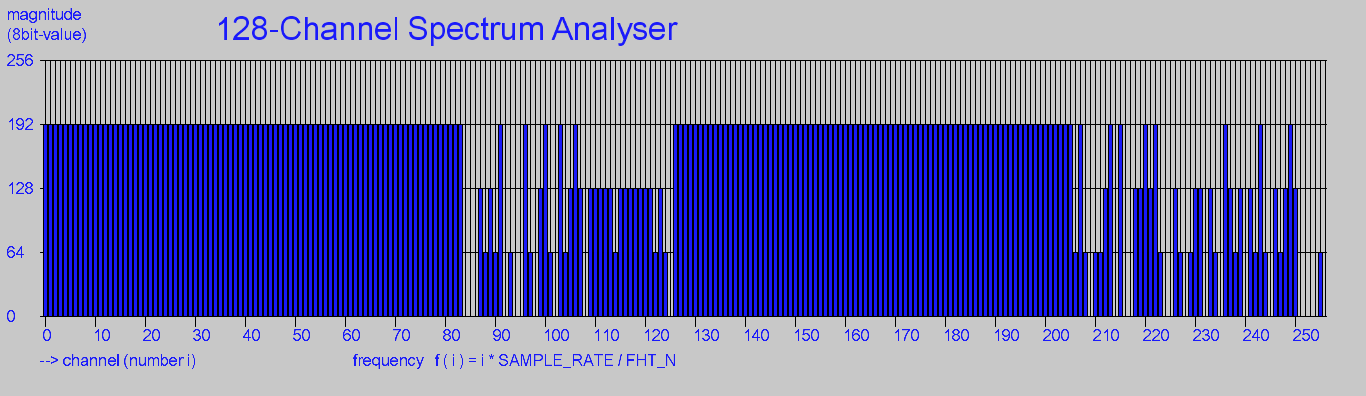 magnitude
(8bit-value)
128-Channel Spectrum Analyser
256
192
128
64
0
0 10 20 30 40 50 60 70 80 90 100 110 120 130 140 150 160 170 180 190 200 210 220 230 240 250
--> channel (number i) frequency f ( i ) = i * SAMPLE_RATE / FHT_N